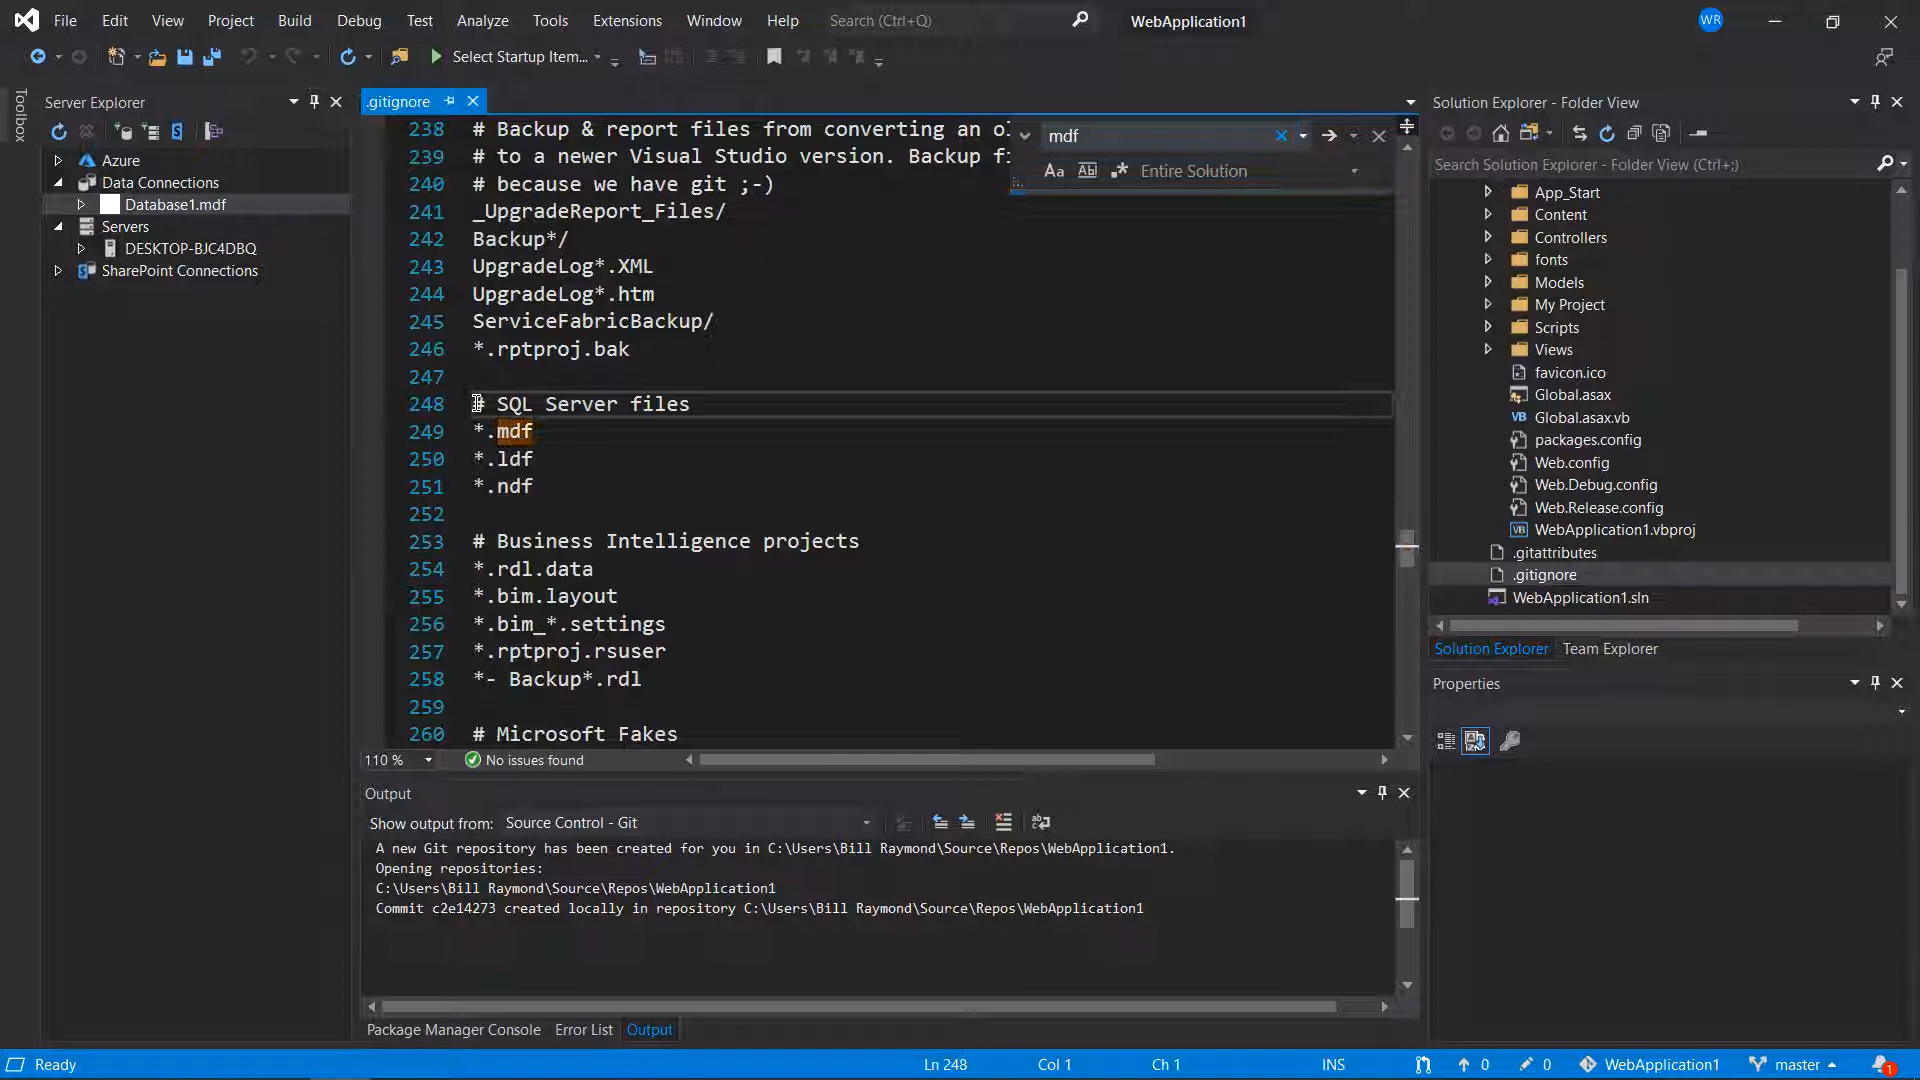 File Edit View Project Build Debug Test Analyze Tools Extensions Window Help Search (Ctrl+Q) WebApplication1 WR
Select Startup Item...
Toolbox
Server Explorer
Azure
Data Connections
Database1.mdf
Servers
DESKTOP-BJC4DBQ
SharePoint Connections
.gitignore
238 # Backup & report files from converting an ol
239 # to a newer Visual Studio version. Backup fi
240 # because we have git ;-)
241 _UpgradeReport_Files/
242 Backup*/
243 UpgradeLog*.XML
244 UpgradeLog*.htm
245 ServiceFabricBackup/
246 *.rptproj.bak
247
248 # SQL Server files
249 *.mdf
250 *.ldf
251 *.ndf
252
253 # Business Intelligence projects
254 *.rdl.data
255 *.bim.layout
256 *.bim_*.settings
257 *.rptproj.rsuser
258 *- Backup*.rdl
259
260 # Microsoft Fakes
mdf
Aa Ab Entire Solution
110 % No issues found
Output
Show output from: Source Control - Git
A new Git repository has been created for you in C:\Users\Bill Raymond\Source\Repos\WebApplication1.
Opening repositories:
C:\Users\Bill Raymond\Source\Repos\WebApplication1
Commit c2e14273 created locally in repository C:\Users\Bill Raymond\Source\Repos\WebApplication1
Package Manager Console Error List Output
Solution Explorer - Folder View
Search Solution Explorer - Folder View (Ctrl+;)
App_Start
Content
Controllers
fonts
Models
My Project
Scripts
Views
favicon.ico
Global.asax
VB Global.asax.vb
packages.config
Web.config
Web.Debug.config
Web.Release.config
VB WebApplication1.vbproj
.gitattributes
.gitignore
WebApplication1.sln
Solution Explorer Team Explorer
Properties
Ready Ln 248 Col 1 Ch 1 INS 0 0 WebApplication1 master 1